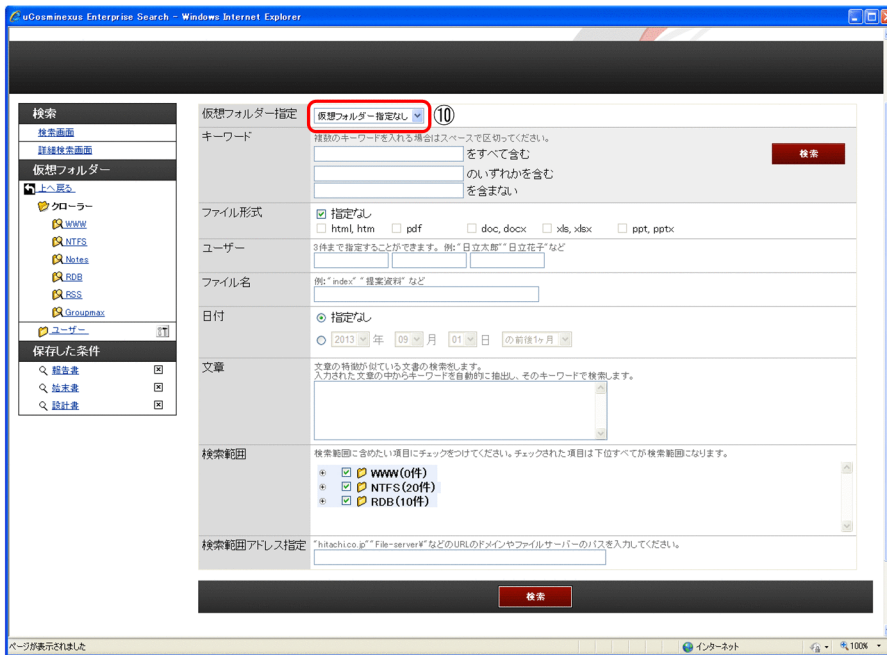 uCosminexus Enterprise Search - Windows Internet Explorer
検索
検索画面
詳細検索画面
仮想フォルダー
上へ戻る
クローラー
WWW
NTFS
Notes
RDB
RSS
Groupmax
ユーザー
保存した条件
報告書
始末書
設計書
仮想フォルダー指定
仮想フォルダー指定なし
⑩
キーワード
複数のキーワードを入れる場合はスペースで区切ってください。
をすべて含む
検索
のいずれかを含む
を含まない
ファイル形式
指定なし
html, htm pdf doc, docx xls, xlsx ppt, pptx
ユーザー
3件まで指定することができます。例:"日立太郎""日立花子"など
ファイル名
例:"index" "提案資料" など
日付
指定なし
2013 年 09 月 01 日 の前後1ヶ月
文章
文章の特徴が似ている文書の検索をします。
入力された文章の中からキーワードを自動的に抽出し、そのキーワードで検索します。
検索範囲
検索範囲に含めたい項目にチェックをつけてください。チェックされた項目は下位すべてが検索範囲になります。
WWW(0件)
NTFS(20件)
RDB(10件)
検索範囲アドレス指定
"hitachi.co.jp""File-server¥"などのURLのドメインやファイルサーバーのパスを入力してください。
検索
ページが表示されました
インターネット
100%